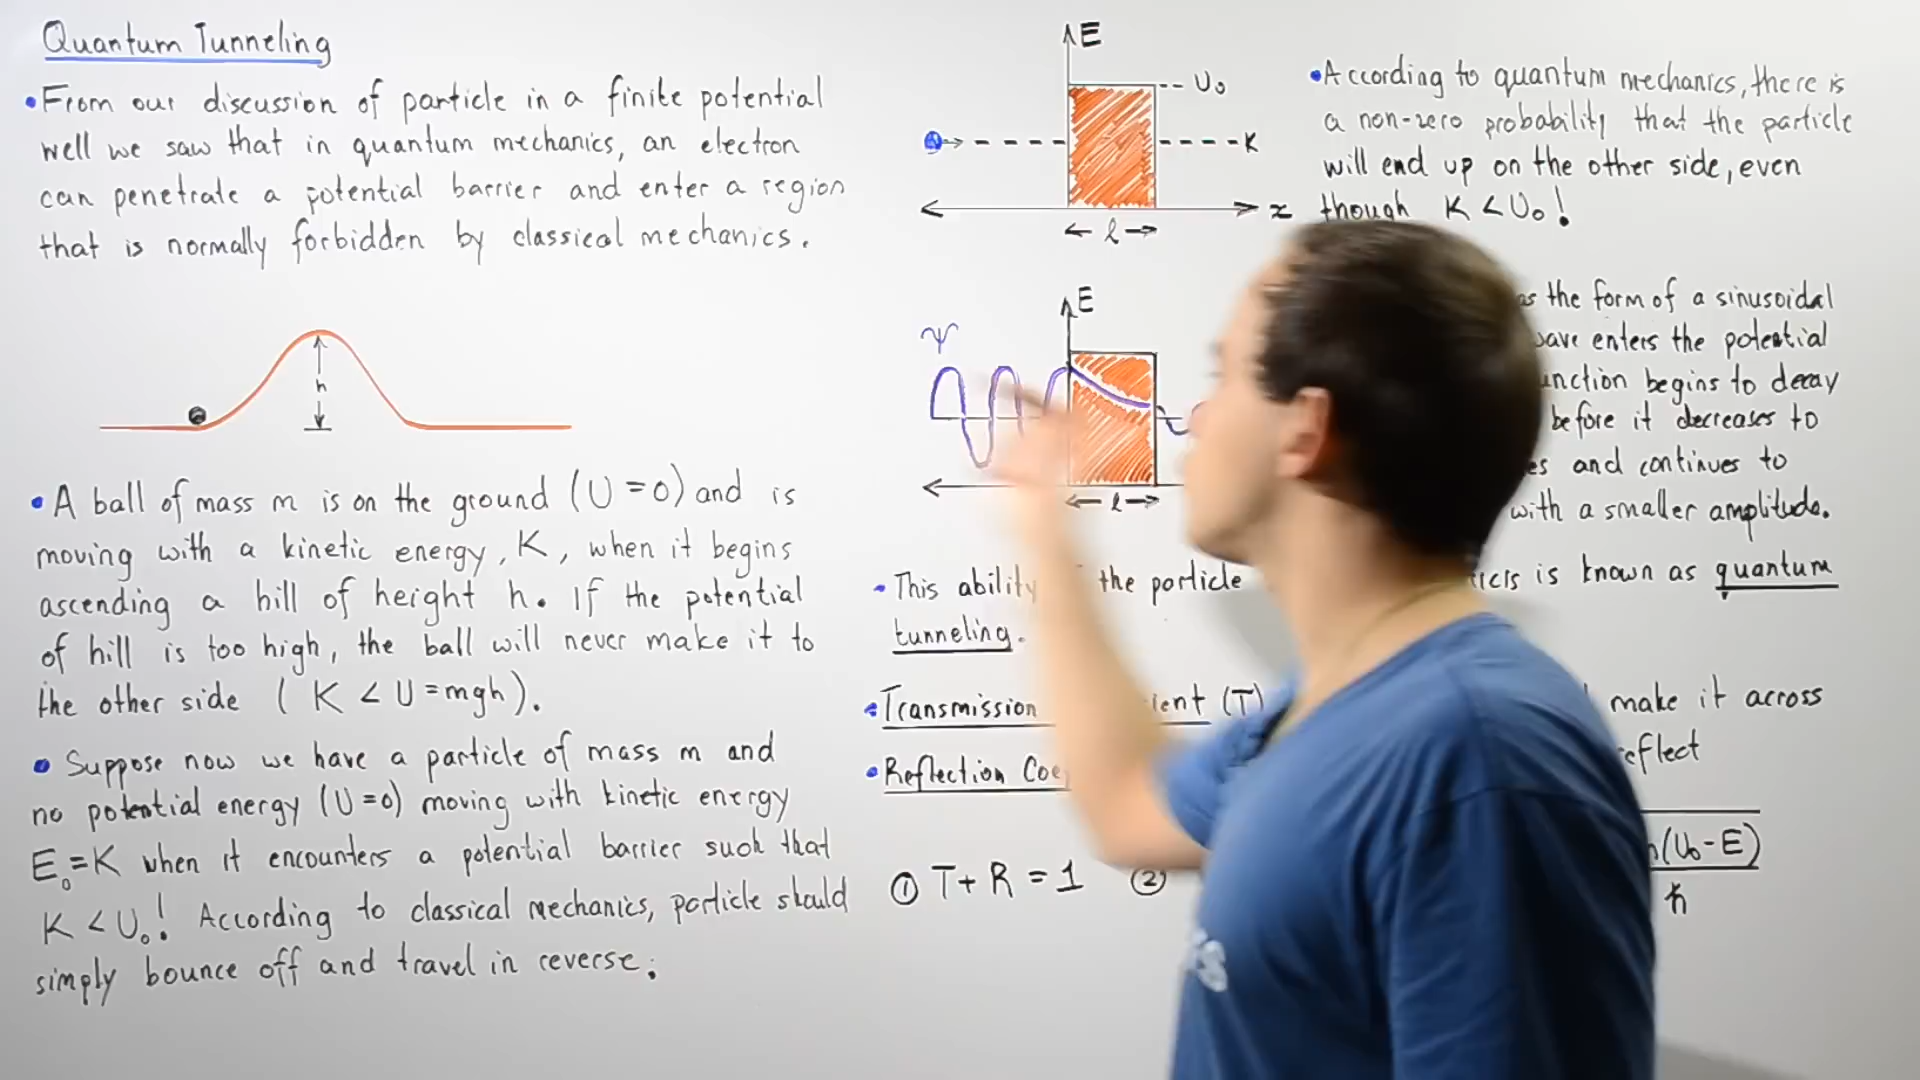 Quantum Tunneling
• From our discussion of particle in a finite potential
well we saw that in quantum mechanics, an electron
can penetrate a potential barrier and enter a region
that is normally forbidden by classical mechanics.
h
• A ball of mass m is on the ground (U=0) and is
moving with a kinetic energy, K, when it begins
ascending a hill of height h. If the potential
of hill is too high, the ball will never make it to
the other side (K < U = mgh).
• Suppose now we have a particle of mass m and
no potential energy (U=0) moving with kinetic energy
E₀=K when it encounters a potential barrier such that
K < U₀! According to classical mechanics, particle should
simply bounce off and travel in reverse.
E
U₀
K
x
l
E
ψ
l
• According to quantum mechanics, there is
a non-zero probability that the particle
will end up on the other side, even
though K < U₀!
the form of a sinusoidal
enters the potential
begins to decay
before it decreases to
and continues to
with a smaller amplitude.
• This ability the particle is known as quantum
tunneling.
• Transmission (T) make it across
• Reflection
① T + R = 1 ②
(U₀-E)
ħ